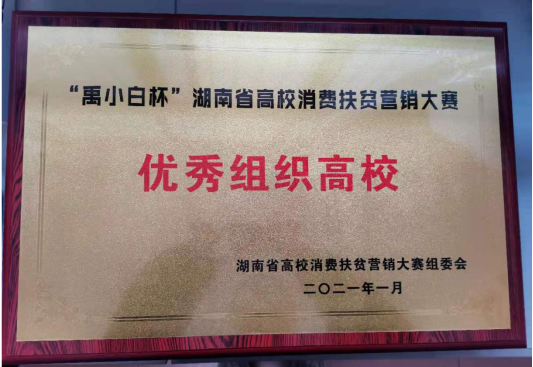 “禹小白杯”湖南省高校消费扶贫营销大赛
优秀组织高校
湖南省高校消费扶贫营销大赛组委会
二〇二一年一月